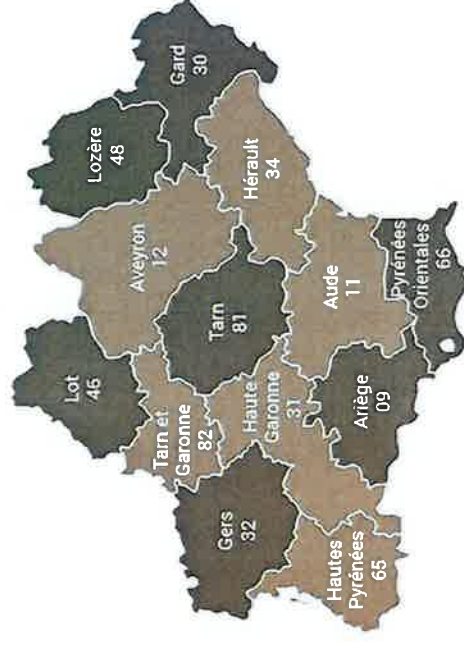 Lot
46
Lozère
48
Gard
30
Aveyron
12
Tarn et
Garonne
82
Tarn
81
Hérault
34
Gers
32
Haute
Garonne
31
Aude
11
Hautes
Pyrénées
65
Ariège
09
Pyrénées
Orientales
66